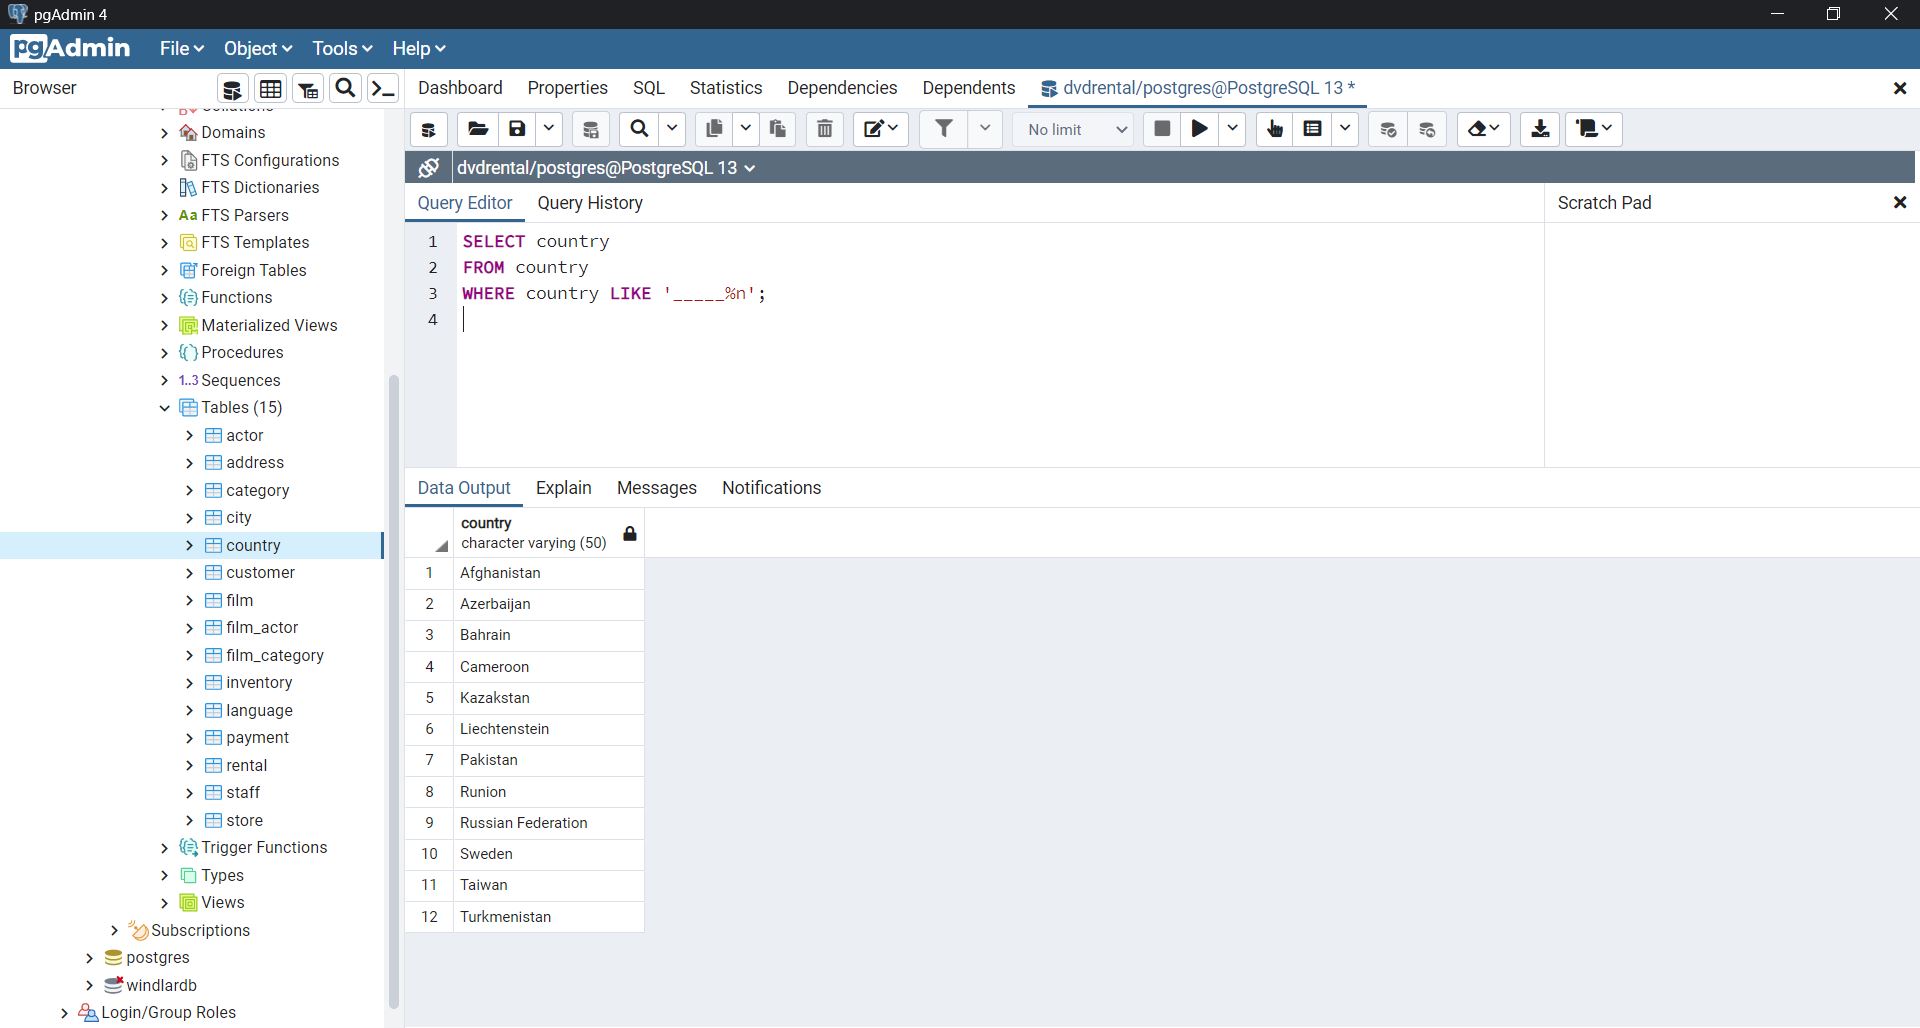 pgAdmin 4
pgAdmin File Object Tools Help
Browser
Dashboard Properties SQL Statistics Dependencies Dependents dvdrental/postgres@PostgreSQL 13 *
No limit
dvdrental/postgres@PostgreSQL 13
Query Editor Query History
Scratch Pad
1 SELECT country
2 FROM country
3 WHERE country LIKE '_____%n';
4
Domains
FTS Configurations
FTS Dictionaries
Aa FTS Parsers
FTS Templates
Foreign Tables
Functions
Materialized Views
Procedures
1..3 Sequences
Tables (15)
actor
address
category
city
country
customer
film
film_actor
film_category
inventory
language
payment
rental
staff
store
Trigger Functions
Types
Views
Subscriptions
postgres
windlardb
Login/Group Roles
Data Output Explain Messages Notifications
country
character varying (50)
1 Afghanistan
2 Azerbaijan
3 Bahrain
4 Cameroon
5 Kazakstan
6 Liechtenstein
7 Pakistan
8 Runion
9 Russian Federation
10 Sweden
11 Taiwan
12 Turkmenistan